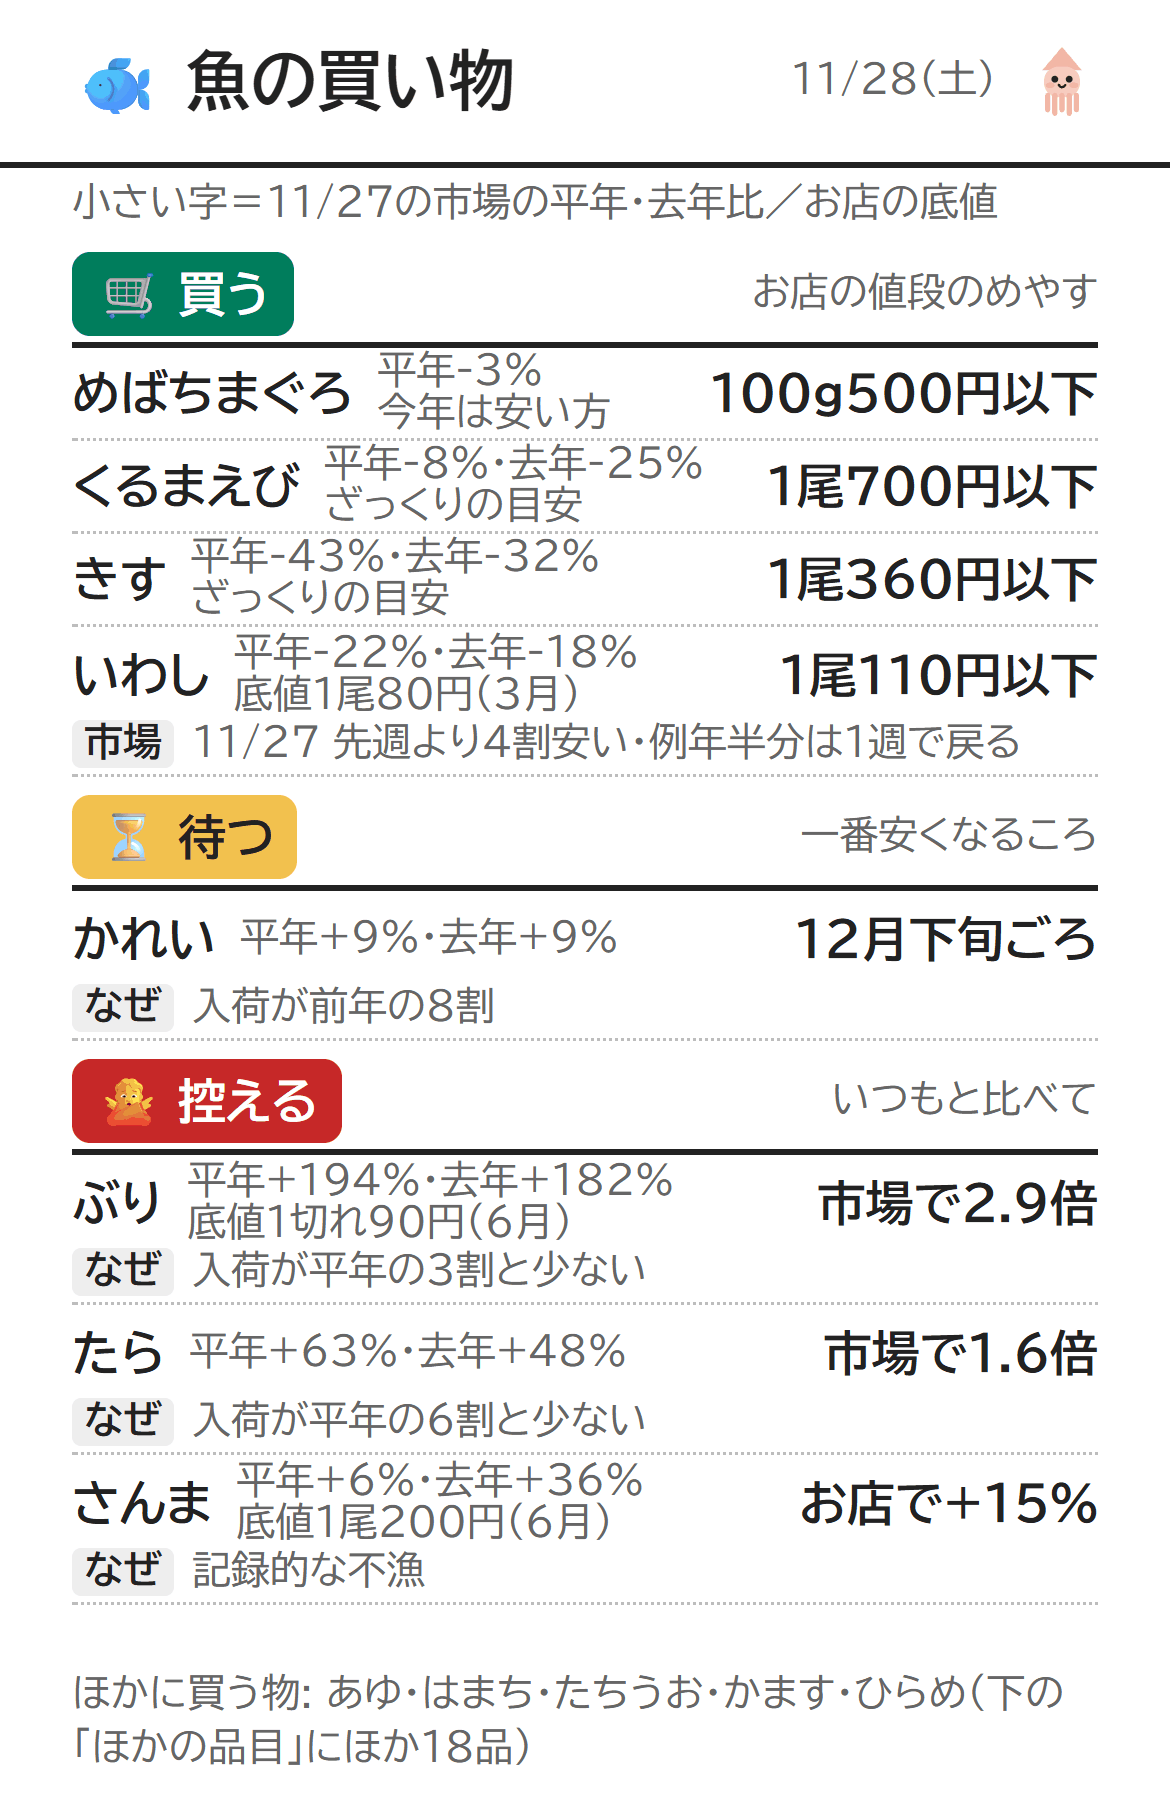 魚の買い物 11/28(土)
小さい字=11/27の市場の平年・去年比/お店の底値
買う お店の値段のめやす
めばちまぐろ 平年-3% 100g500円以下
今年は安い方
くるまえび 平年-8%・去年-25% 1尾700円以下
ざっくりの目安
きす 平年-43%・去年-32% 1尾360円以下
ざっくりの目安
いわし 平年-22%・去年-18% 1尾110円以下
底値1尾80円(3月)
市場 11/27 先週より4割安い・例年半分は1週で戻る
待つ 一番安くなるころ
かれい 平年+9%・去年+9% 12月下旬ごろ
なぜ 入荷が前年の8割
控える いつもと比べて
ぶり 平年+194%・去年+182% 市場で2.9倍
底値1切れ90円(6月)
なぜ 入荷が平年の3割と少ない
たら 平年+63%・去年+48% 市場で1.6倍
なぜ 入荷が平年の6割と少ない
さんま 平年+6%・去年+36% お店で+15%
底値1尾200円(6月)
なぜ 記録的な不漁
ほかに買う物: あゆ・はまち・たちうお・かます・ひらめ(下の
「ほかの品目」にほか18品)